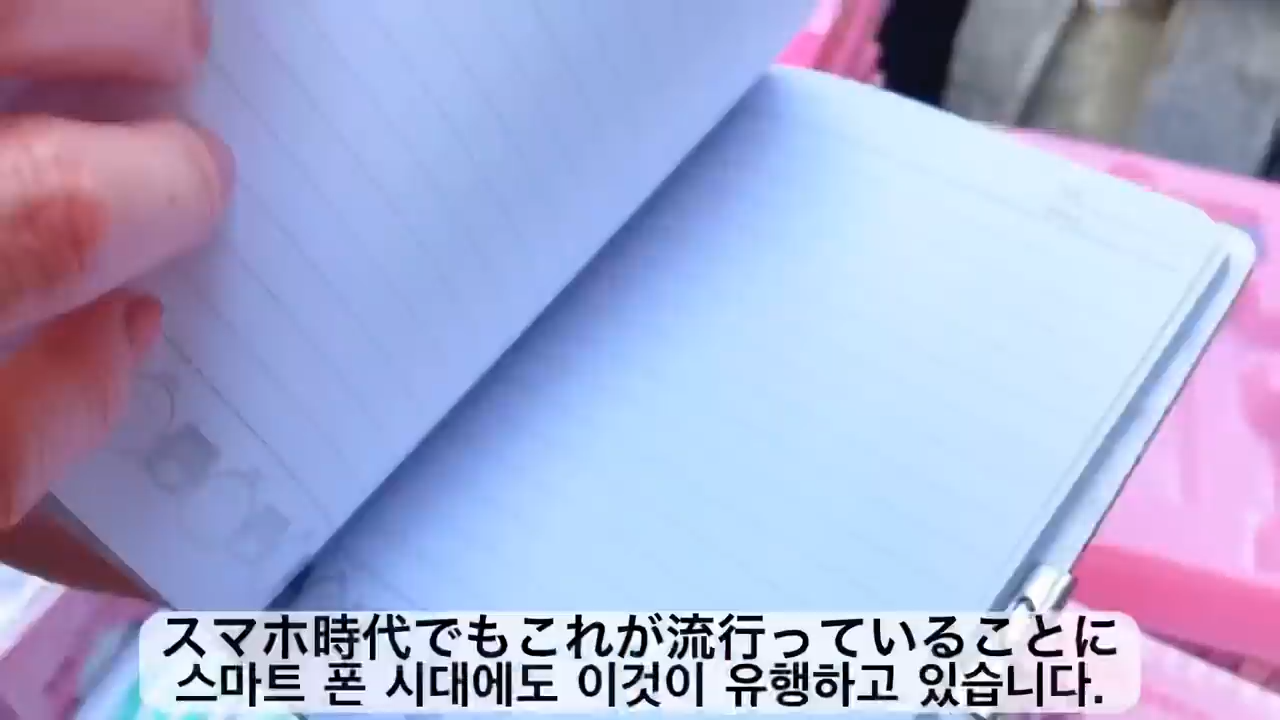 スマホ時代でもこれが流行っていることに
스마트 폰 시대에도 이것이 유행하고 있습니다.